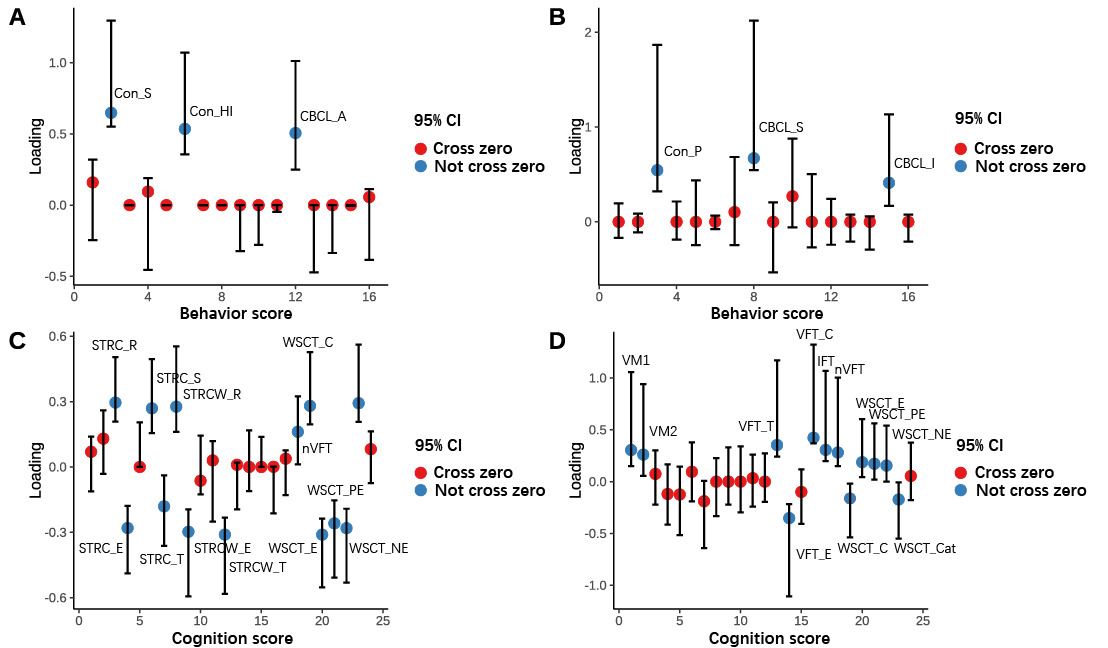 A
Loading
1.0
0.5
0.0
-0.5
Con_S
Con_HI
CBCL_A
0
4
8
12
16
Behavior score
95% CI
Cross zero
Not cross zero
B
Loading
2
1
0
Con_P
CBCL_S
CBCL_I
0
4
8
12
16
Behavior score
95% CI
Cross zero
Not cross zero
C
Loading
0.6
0.3
0.0
-0.3
-0.6
STRC_R
WSCT_C
STRC_S
STRCW_R
nVFT
WSCT_PE
STRC_E
STRC_T
STRCW_E
WSCT_E
WSCT_NE
STRCW_T
0
5
10
15
20
25
Cognition score
95% CI
Cross zero
Not cross zero
D
Loading
1.0
0.5
0.0
-0.5
-1.0
VFT_C
VM1
IFT
nVFT
WSCT_E
WSCT_PE
VM2
VFT_T
WSCT_NE
VFT_E
WSCT_C
WSCT_Cat
0
5
10
15
20
25
Cognition score
95% CI
Cross zero
Not cross zero